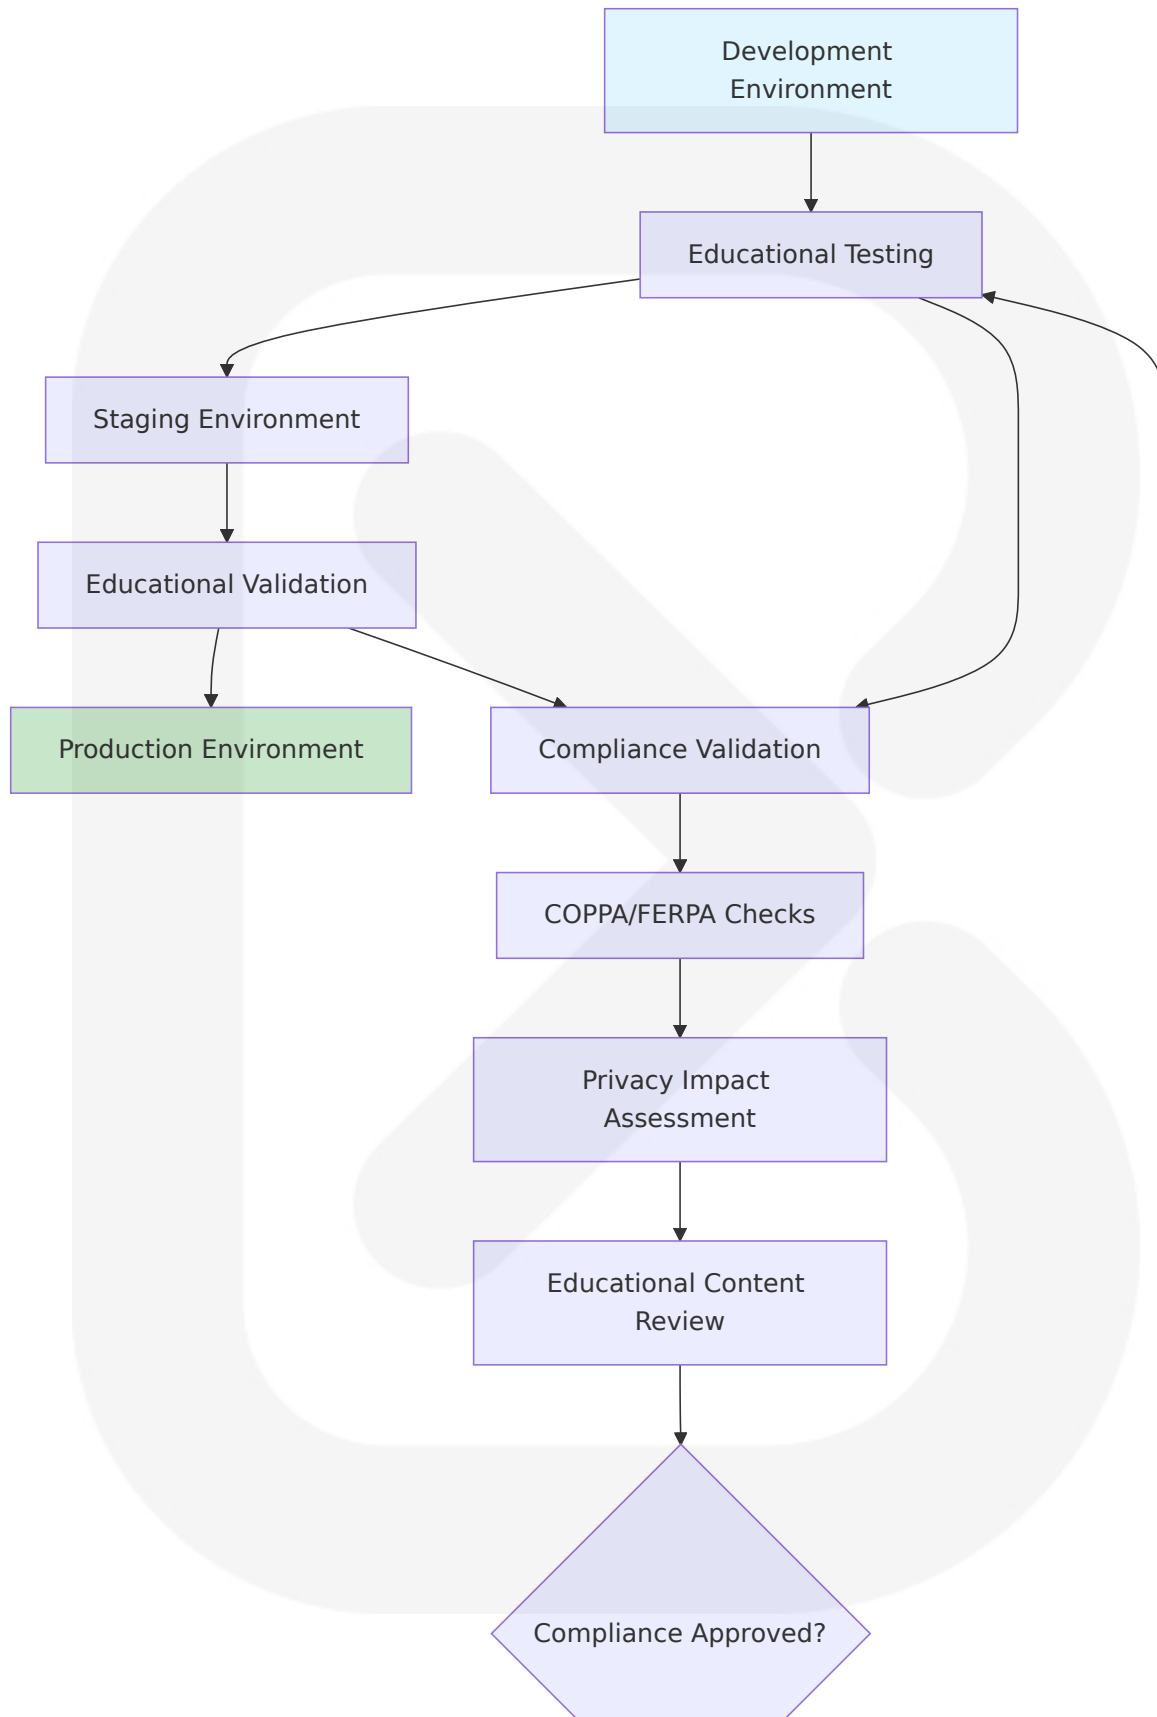 Development
Environment
Educational Testing
Staging Environment
Educational Validation
Production Environment
Compliance Validation
COPPA/FERPA Checks
Privacy Impact
Assessment
Educational Content
Review
Compliance Approved?